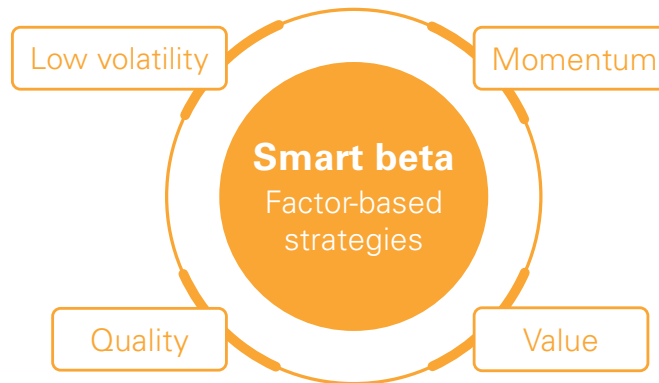 Low volatility
Momentum
Smart beta
Factor-based
strategies
Quality
Value